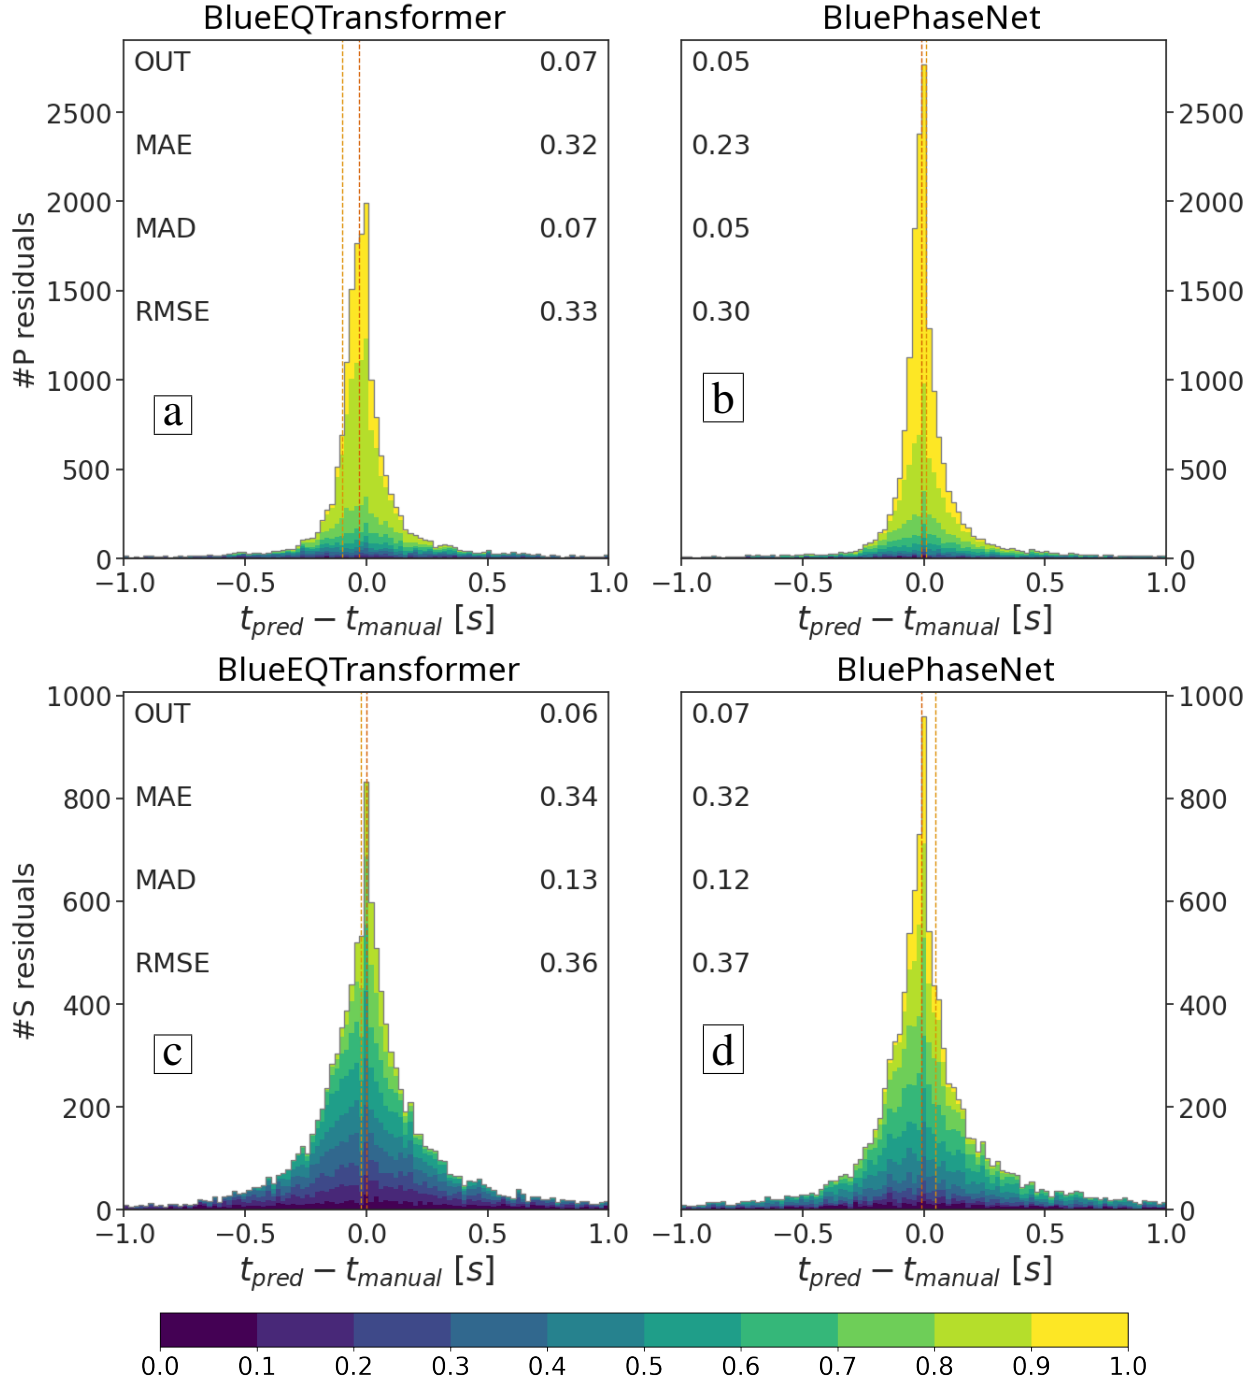 BlueEQTransformer BluePhaseNet
OUT 0.07 0.05
2500 2500
MAE 0.32 0.23
2000 2000
MAD 0.07 0.05
#P residuals
1500 RMSE 0.33 0.30 1500
1000 a b 1000
500 500
0 0
−1.0 −0.5 0.0 0.5 1.0 −1.0 −0.5 0.0 0.5 1.0
t_pred − t_manual [s] t_pred − t_manual [s]
BlueEQTransformer BluePhaseNet
1000 1000
OUT 0.06 0.07
800 MAE 0.34 0.32 800
MAD 0.13 0.12
600 600
#S residuals
RMSE 0.36 0.37
400 400
c d
200 200
0 0
−1.0 −0.5 0.0 0.5 1.0 −1.0 −0.5 0.0 0.5 1.0
t_pred − t_manual [s] t_pred − t_manual [s]
0.0 0.1 0.2 0.3 0.4 0.5 0.6 0.7 0.8 0.9 1.0